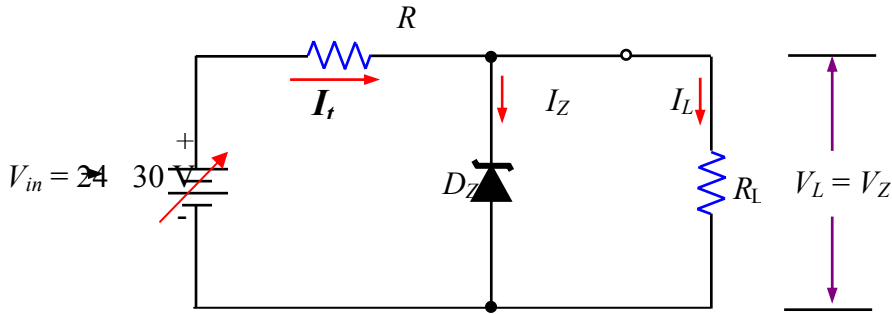 R
I_t
I_Z
I_L
+
V_in = 24 → 30 V
-
D_Z
R_L
V_L = V_Z